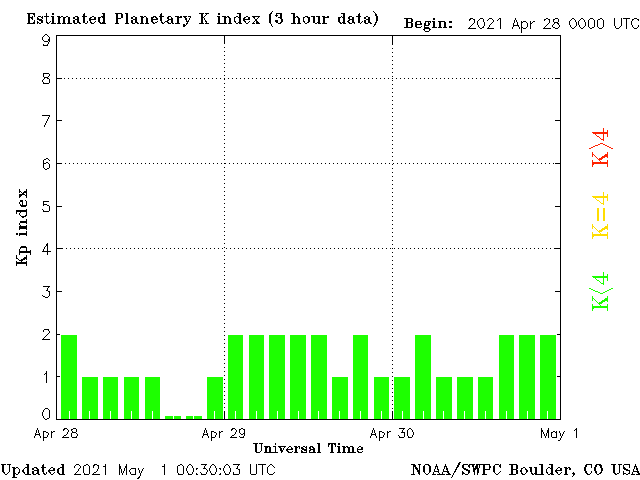 Estimated Planetary K index (3 hour data)
Begin: 2021 Apr 28 0000 UTC
9
8
7
6
5
4
3
2
1
0
Kp index
K>4
K=4
K<4
Apr 28
Apr 29
Apr 30
May 1
Universal Time
Updated 2021 May 1 00:30:03 UTC
NOAA/SWPC Boulder, CO USA